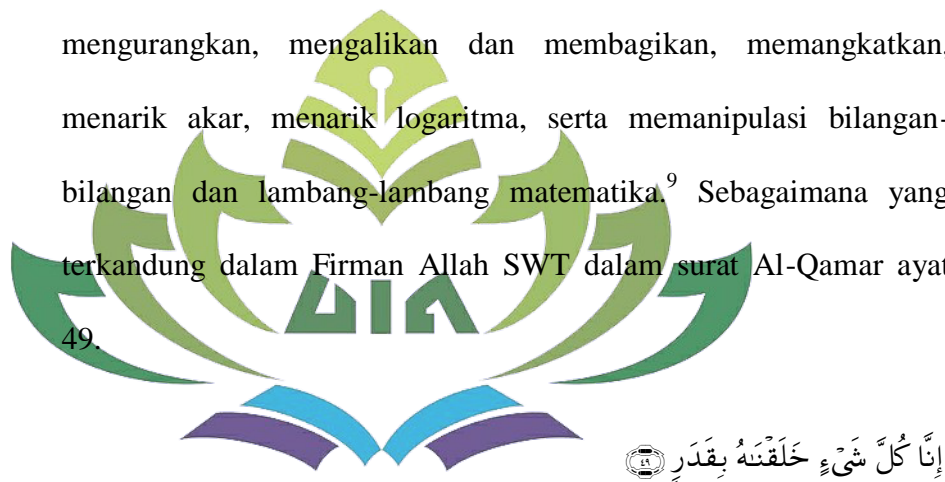 mengurangkan, mengalikan dan membagikan, memangkatkan,
menarik akar, menarik logaritma, serta memanipulasi bilangan-
bilangan dan lambang-lambang matematika.⁹ Sebagaimana yang
terkandung dalam Firman Allah SWT dalam surat Al-Qamar ayat
UIN
49.
إِنَّا كُلَّ شَيْءٍ خَلَقْنَٰهُ بِقَدَرٍ ٤٩